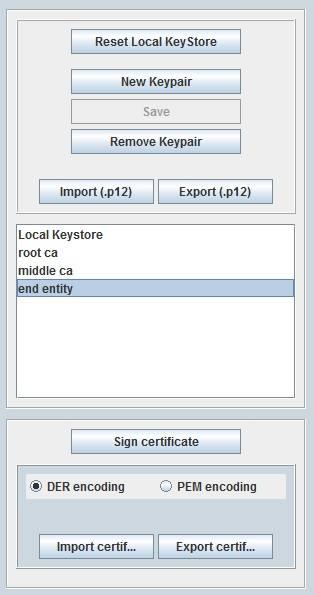 Reset Local KeyStore
New Keypair
Save
Remove Keypair
Import (.p12) Export (.p12)
Local Keystore
root ca
middle ca
end entity
Sign certificate
DER encoding PEM encoding
Import certif... Export certif...